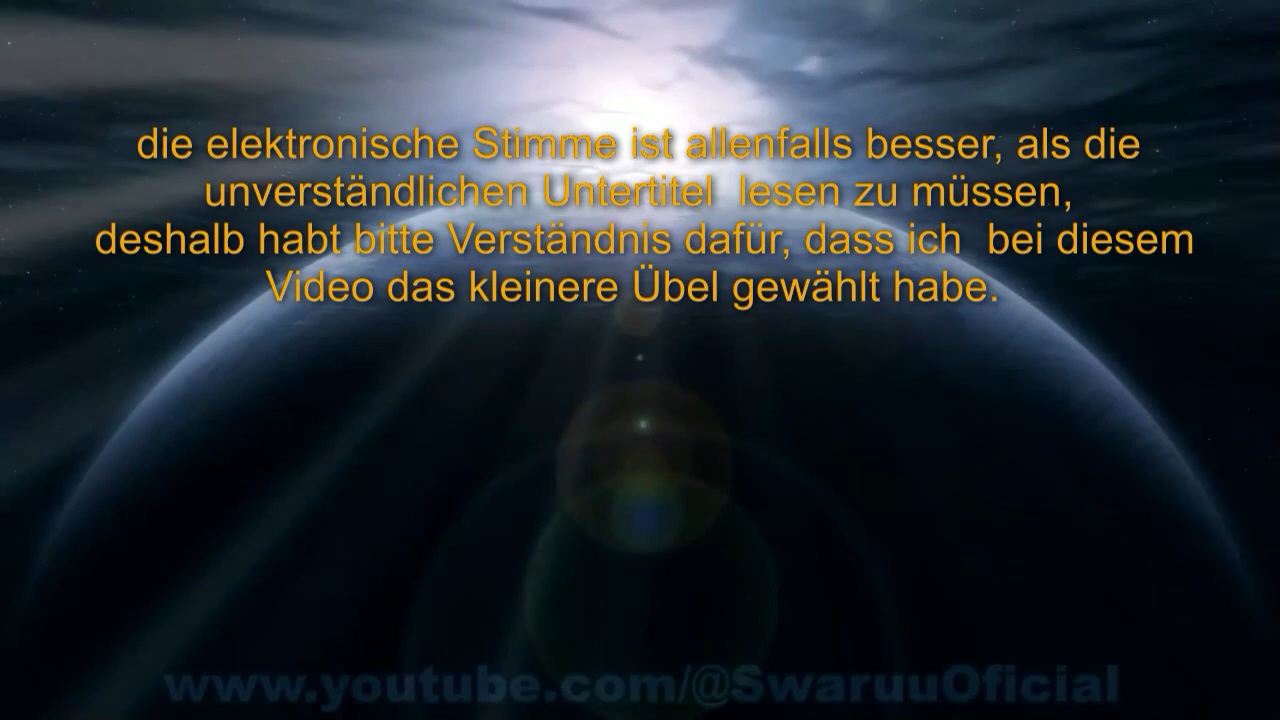 die elektronische Stimme ist allenfalls besser, als die
unverständlichen Untertitel  lesen zu müssen,
deshalb habt bitte Verständnis dafür, dass ich  bei diesem
Video das kleinere Übel gewählt habe.
www.youtube.com/@SwaruuOficial